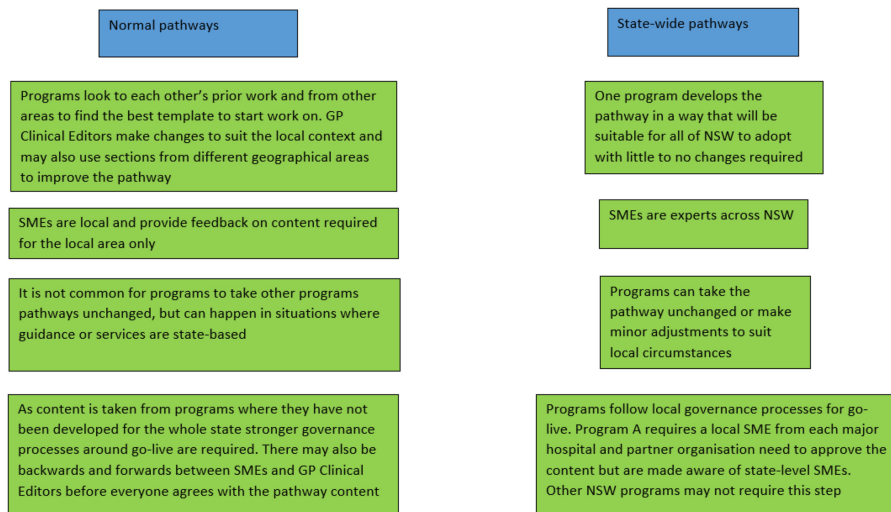 Normal pathways
State-wide pathways
Programs look to each other's prior work and from other
areas to find the best template to start work on. GP
Clinical Editors make changes to suit the local context and
may also use sections from different geographical areas
to improve the pathway
One program develops the
pathway in a way that will be
suitable for all of NSW to adopt
with little to no changes required
SMEs are local and provide feedback on content required
for the local area only
SMEs are experts across NSW
It is not common for programs to take other programs
pathways unchanged, but can happen in situations where
guidance or services are state-based
Programs can take the
pathway unchanged or make
minor adjustments to suit
local circumstances
As content is taken from programs where they have not
been developed for the whole state stronger governance
processes around go-live are required. There may also be
backwards and forwards between SMEs and GP Clinical
Editors before everyone agrees with the pathway content
Programs follow local governance processes for go-
live. Program A requires a local SME from each major
hospital and partner organisation need to approve the
content but are made aware of state-level SMEs.
Other NSW programs may not require this step